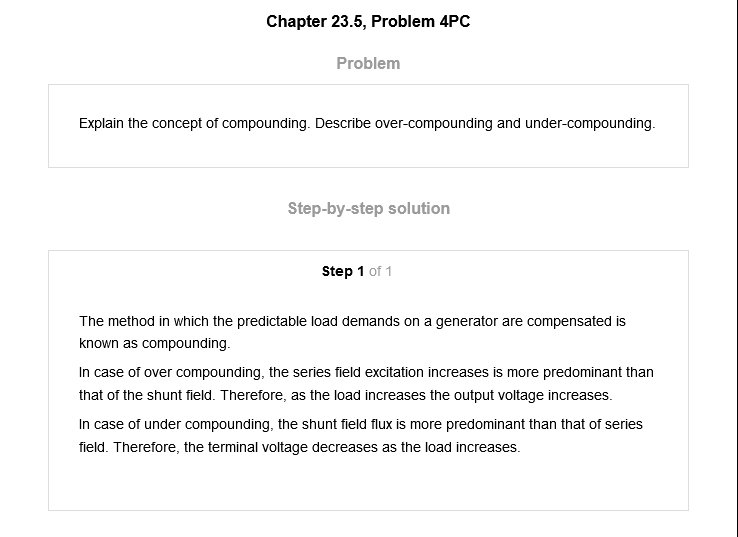 Chapter 23.5, Problem 4PC
Problem
Explain the concept of compounding. Describe over-compounding and under-compounding.
Step-by-step solution
Step 1 of 1
The method in which the predictable load demands on a generator are compensated is
known as compounding.
In case of over compounding, the series field excitation increases is more predominant than
that of the shunt field. Therefore, as the load increases the output voltage increases.
In case of under compounding, the shunt field flux is more predominant than that of series
field. Therefore, the terminal voltage decreases as the load increases.